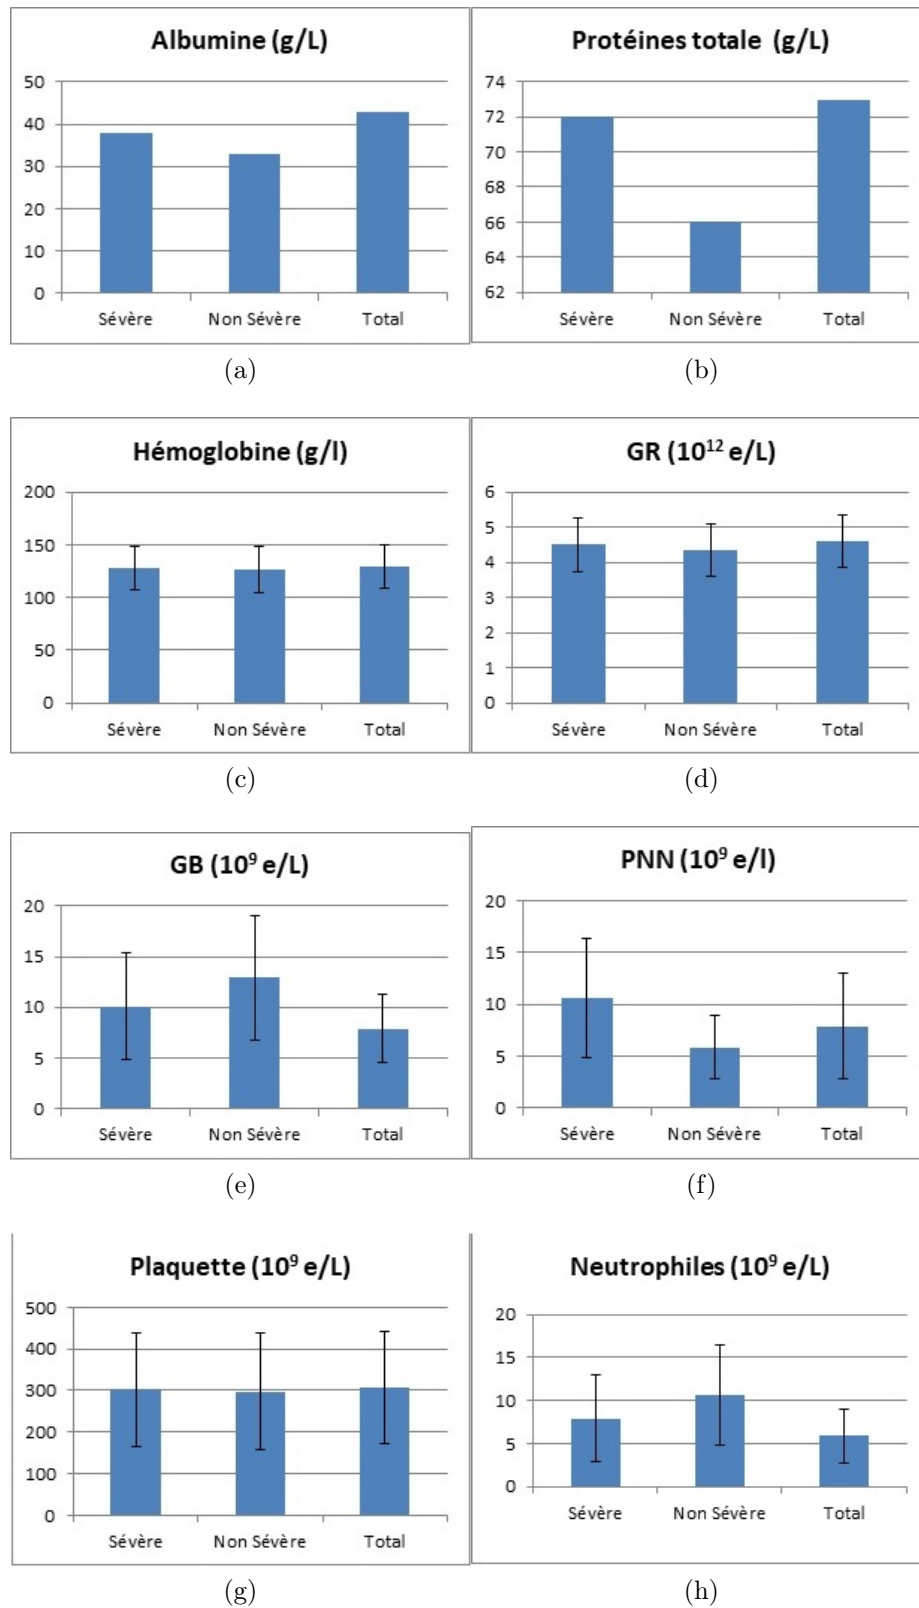 Albumine (g/L)
50
40
30
20
10
0
Sévère Non Sévère Total
(a)
Protéines totale (g/L)
74
72
70
68
66
64
62
Sévère Non Sévère Total
(b)
Hémoglobine (g/l)
200
150
100
50
0
Sévère Non Sévère Total
(c)
GR (10¹² e/L)
6
5
4
3
2
1
0
Sévère Non Sévère Total
(d)
GB (10⁹ e/L)
20
15
10
5
0
Sévère Non Sévère Total
(e)
PNN (10⁹ e/l)
20
15
10
5
0
Sévère Non Sévère Total
(f)
Plaquette (10⁹ e/L)
500
400
300
200
100
0
Sévère Non Sévère Total
(g)
Neutrophiles (10⁹ e/L)
20
15
10
5
0
Sévère Non Sévère Total
(h)